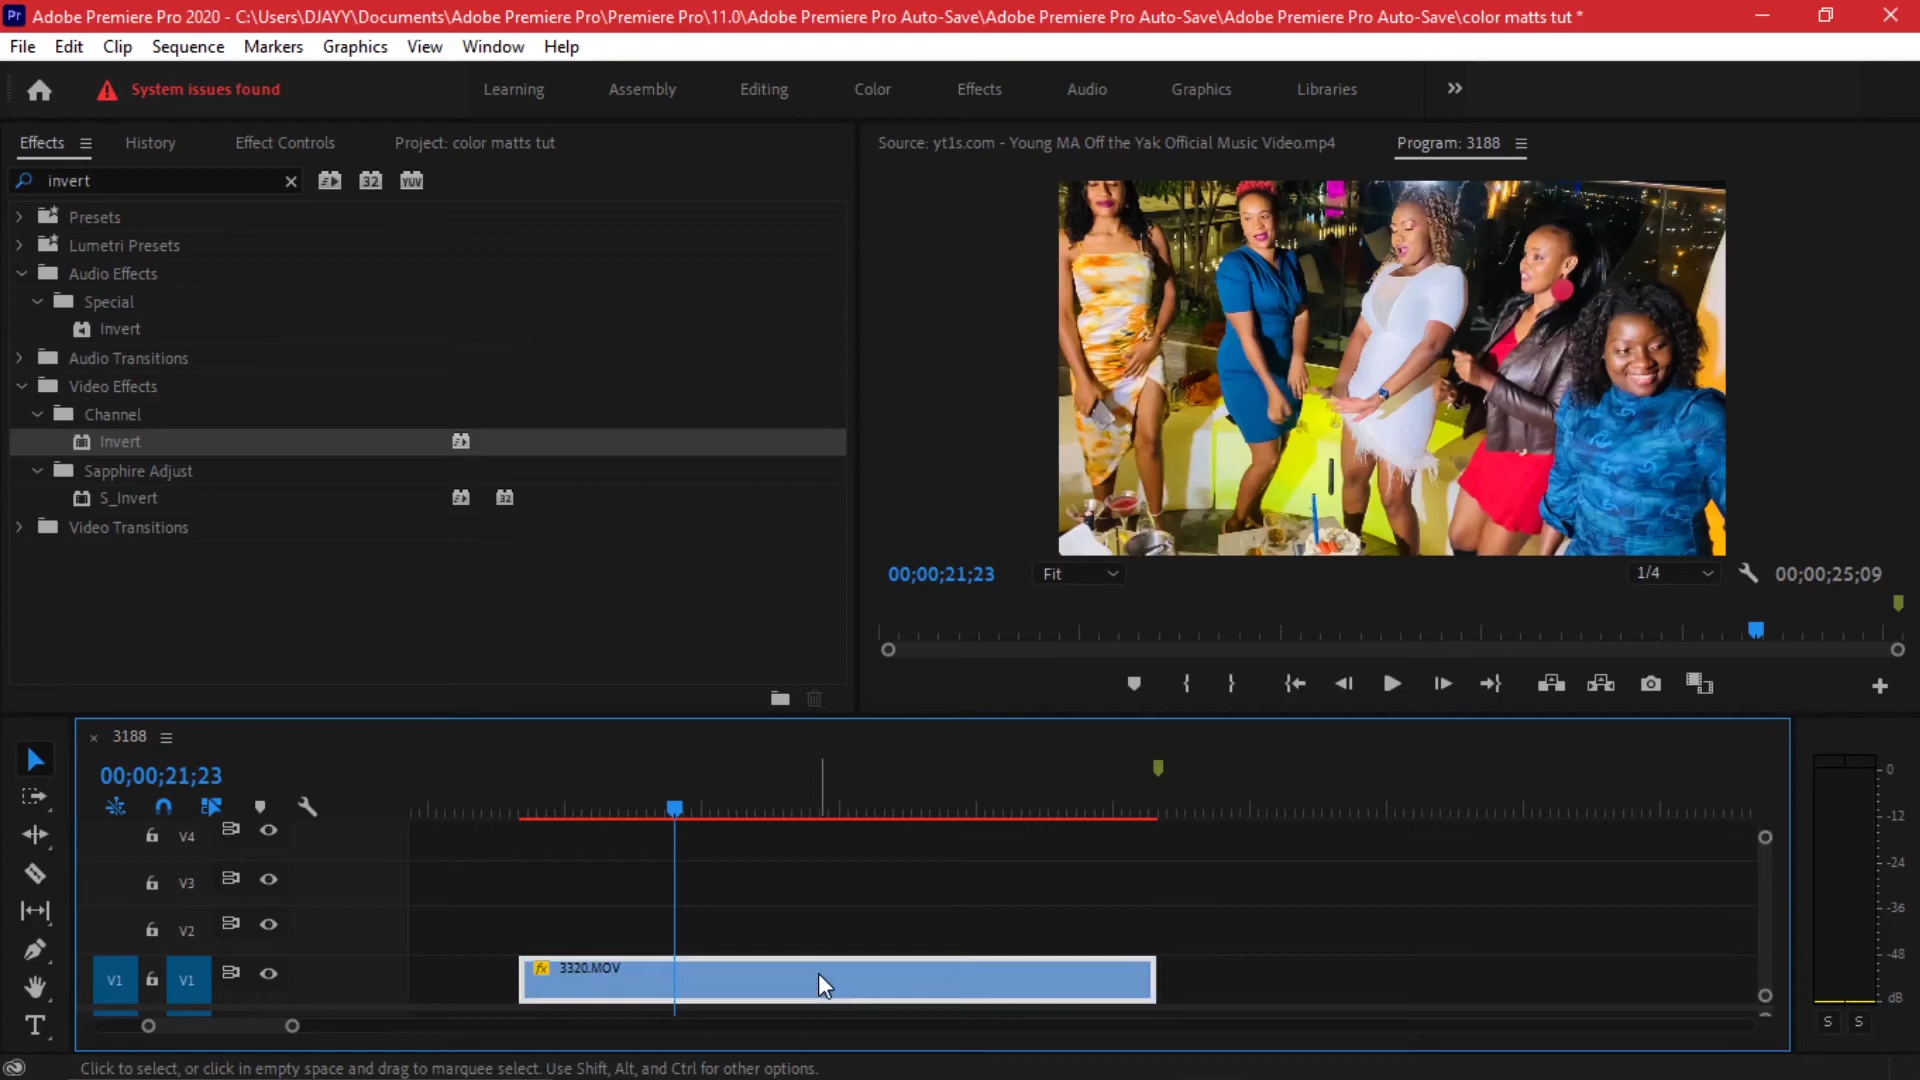 Pr Adobe Premiere Pro 2020 - C:\Users\DJAYY\Documents\Adobe Premiere Pro\Premiere Pro\11.0\Adobe Premiere Pro Auto-Save\Adobe Premiere Pro Auto-Save\Adobe Premiere Pro Auto-Save\color matts tut *
File Edit Clip Sequence Markers Graphics View Window Help
System issues found Learning Assembly Editing Color Effects Audio Graphics Libraries
Effects History Effect Controls Project: color matts tut
Source: yt1s.com - Young MA Off the Yak Official Music Video.mp4 Program: 3188
invert 32 YUV
Presets
Lumetri Presets
Audio Effects
Special
Invert
Audio Transitions
Video Effects
Channel
Invert
Sapphire Adjust
S_Invert 32
Video Transitions
00;00;21;23 Fit 1/4 00;00;25;09
3188
00;00;21;23
V4
V3
V2
V1 V1
fx 3320.MOV
0
-12
-24
-36
-48
dB
S S
Click to select, or click in empty space and drag to marquee select. Use Shift, Alt, and Ctrl for other options.